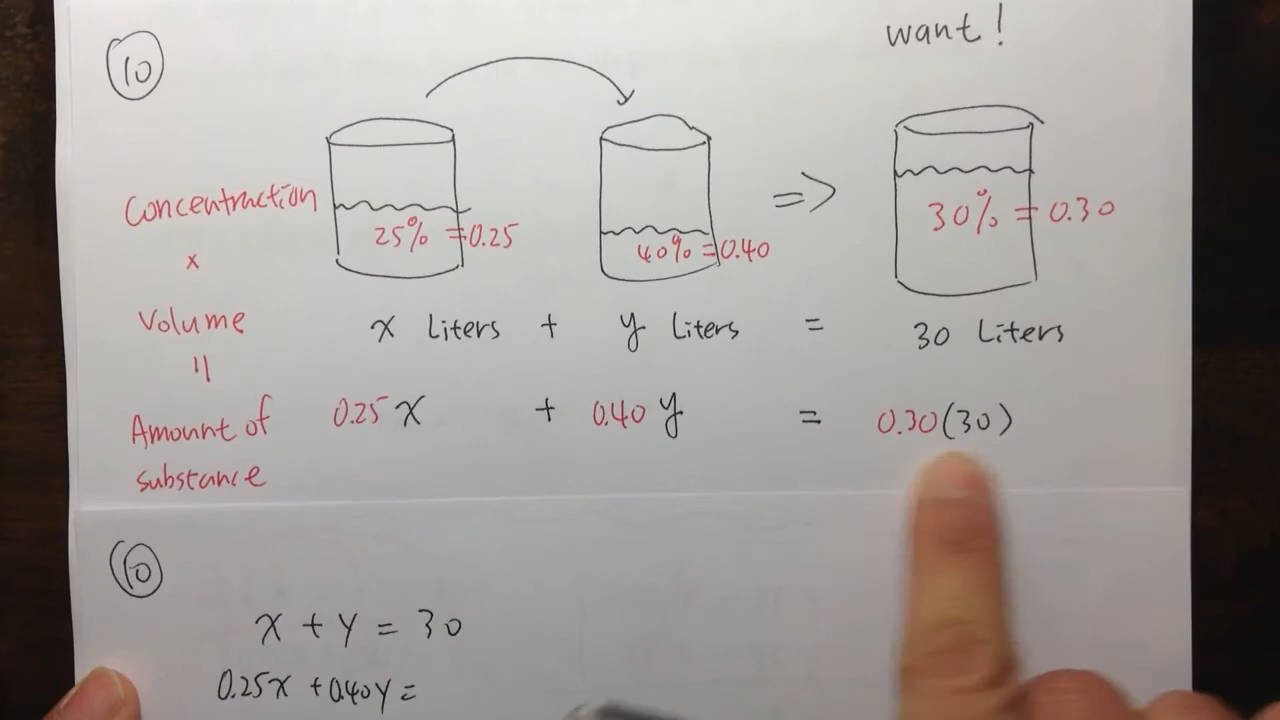 want!
10
Concentraction
25% = 0.25
40% = 0.40
=>
30% = 0.30
x
Volume
x Liters + y Liters = 30 Liters
=
Amount of
substance
0.25x + 0.40y = 0.30(30)
10
x + y = 30
0.25x + 0.40y =